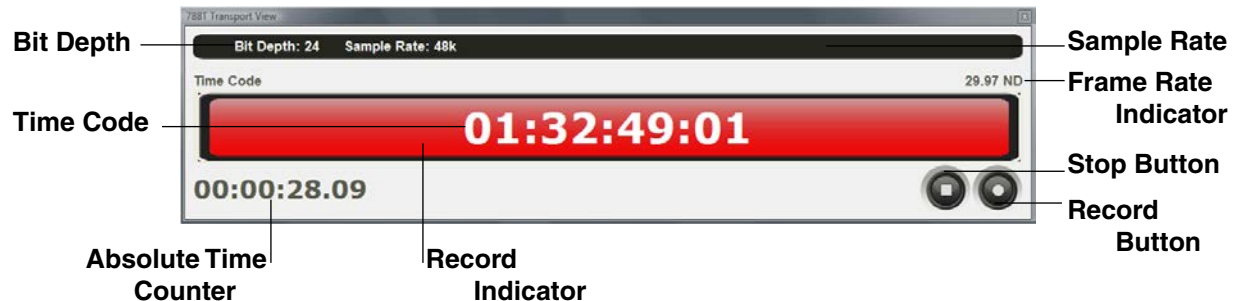 788T Transport View
Bit Depth
Bit Depth: 24 Sample Rate: 48k
Sample Rate
Time Code
29.97 ND
Frame Rate
Indicator
Time Code
01:32:49:01
Stop Button
00:00:28.09
Record
Button
Absolute Time
Counter
Record
Indicator